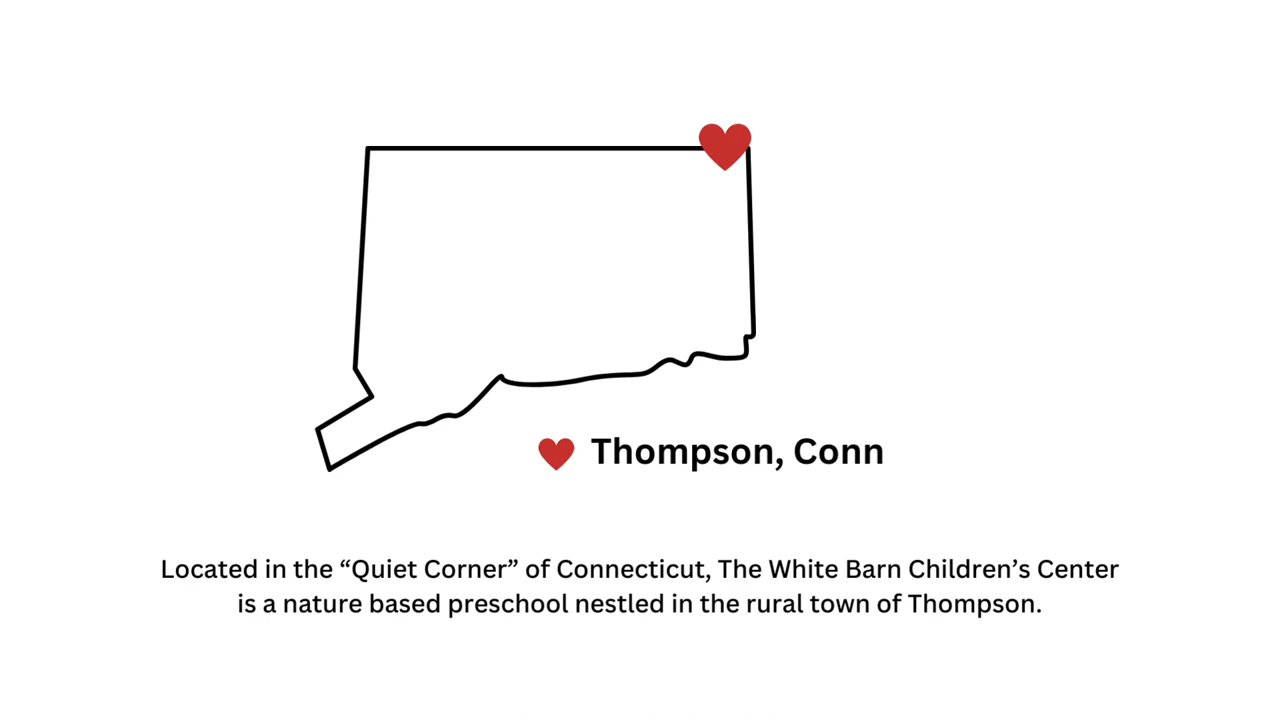 Thompson, Conn
Located in the “Quiet Corner” of Connecticut, The White Barn Children’s Center
is a nature based preschool nestled in the rural town of Thompson.